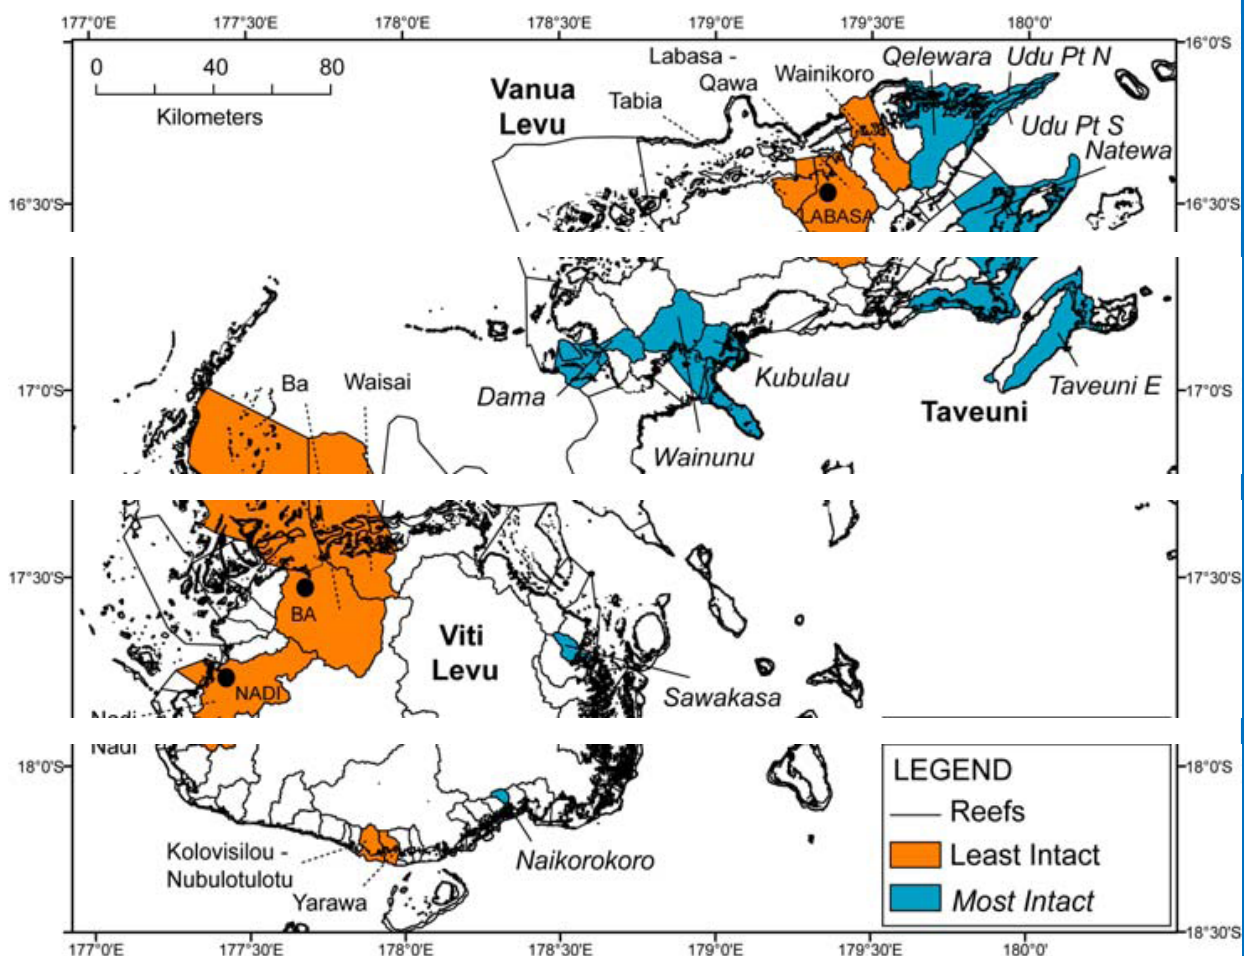 177°0'E 177°30'E 178°0'E 178°30'E 179°0'E 179°30'E 180°0'
16°0'S
0 40 80
Kilometers
Vanua
Levu
Tabia
Labasa -
Qawa
Wainikoro
Qelewara
Udu Pt N
Udu Pt S
Natewa
16°30'S
16°30'S
LABASA
Ba
Waisai
Dama
Kubulau
Taveuni E
Taveuni
Wainunu
17°0'S
17°0'S
17°30'S
17°30'S
BA
Viti
Levu
NADI
Sawakasa
Nadi
18°0'S
18°0'S
Kolovisilou -
Nubulotulotu
Yarawa
Naikorokoro
LEGEND
Reefs
Least Intact
Most Intact
18°30'S
177°0'E 177°30'E 178°0'E 178°30'E 179°0'E 179°30'E 180°0'